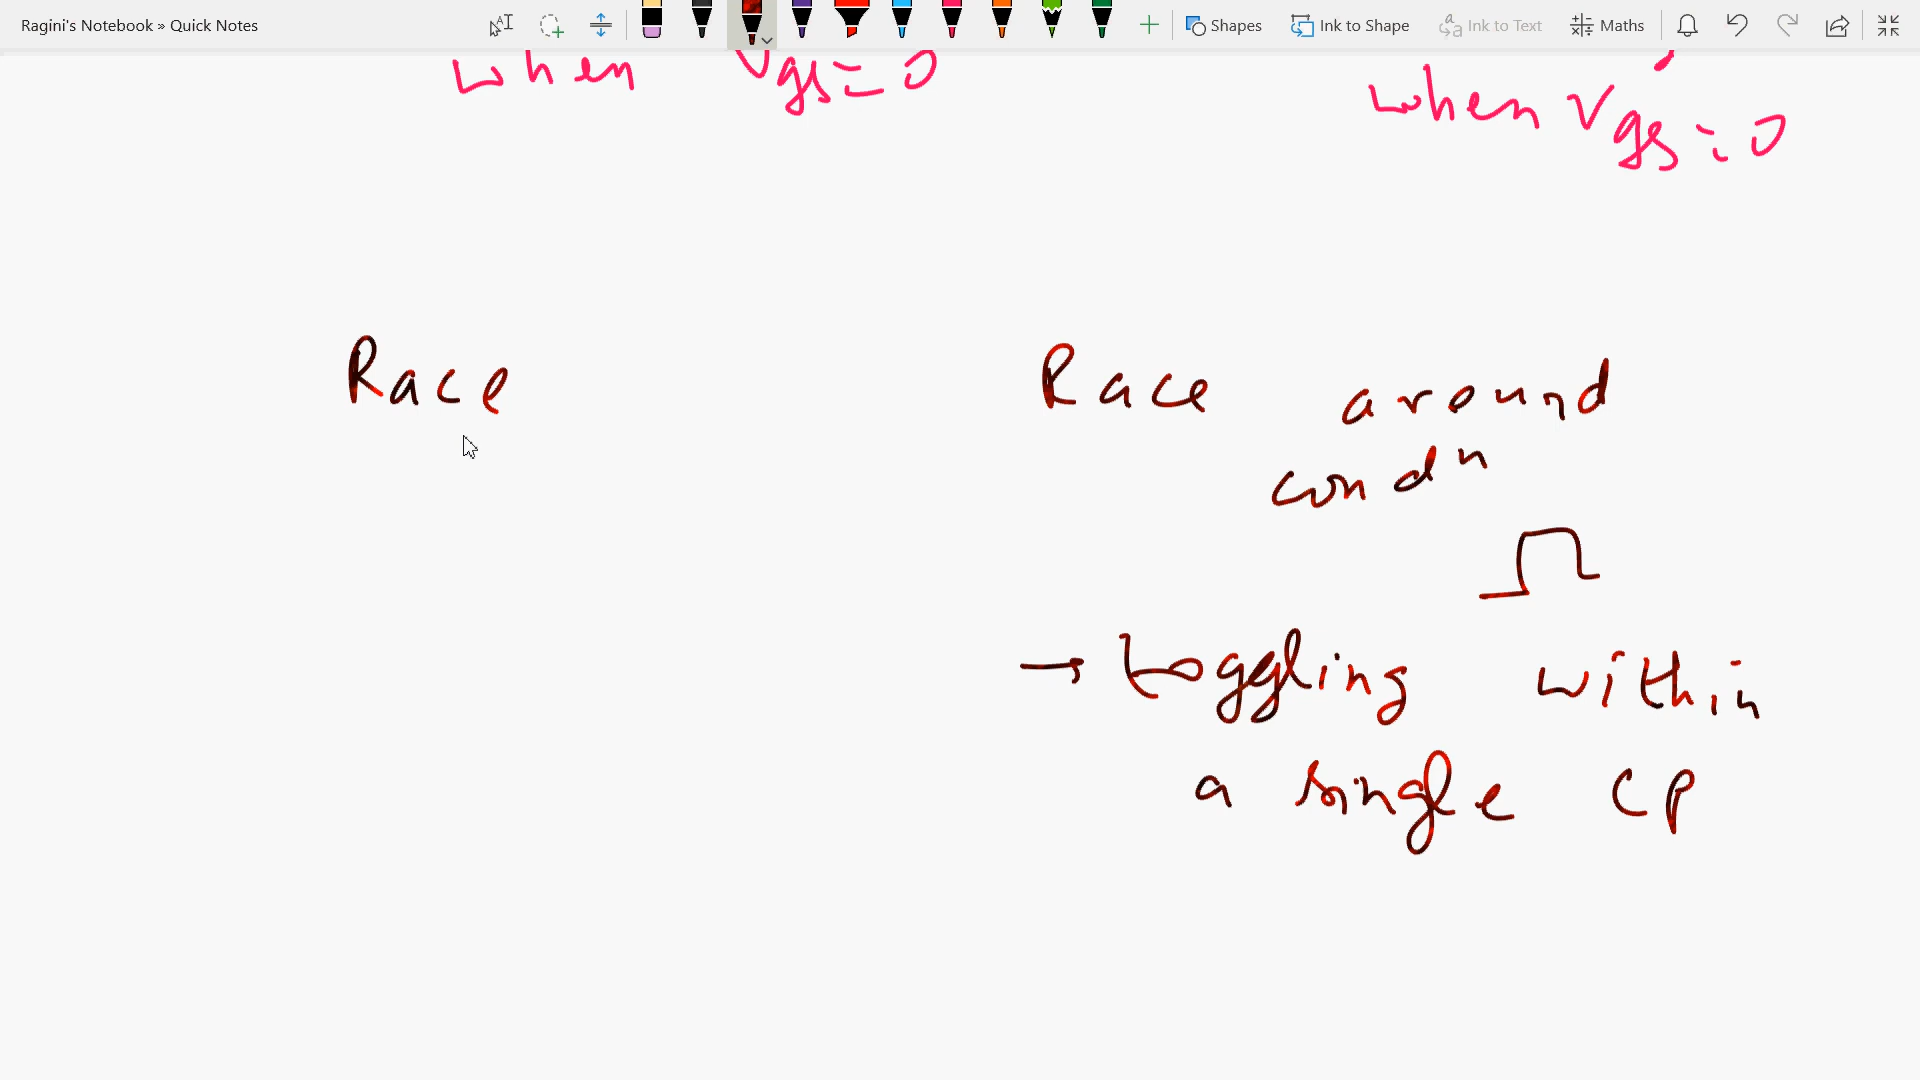 Ragini's Notebook » Quick Notes
Shapes
Ink to Shape
Ink to Text
Maths
when Vgs=0
when Vgs=0
Race
Race around
condⁿ
→ toggling within
a single CP